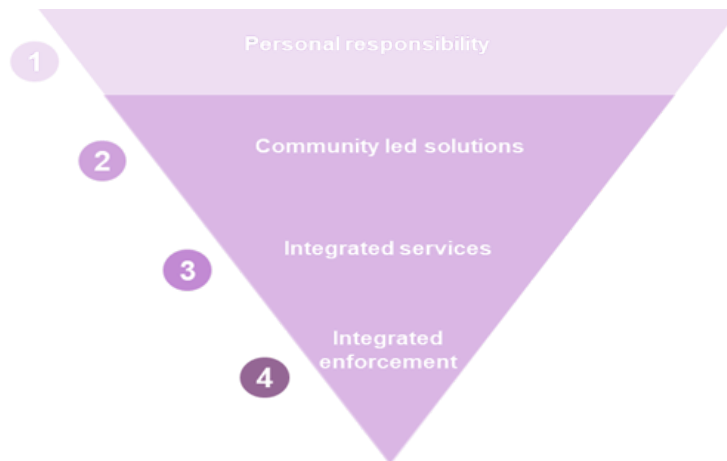 Personal responsibility
1
Community led solutions
2
Integrated services
3
Integrated
enforcement
4